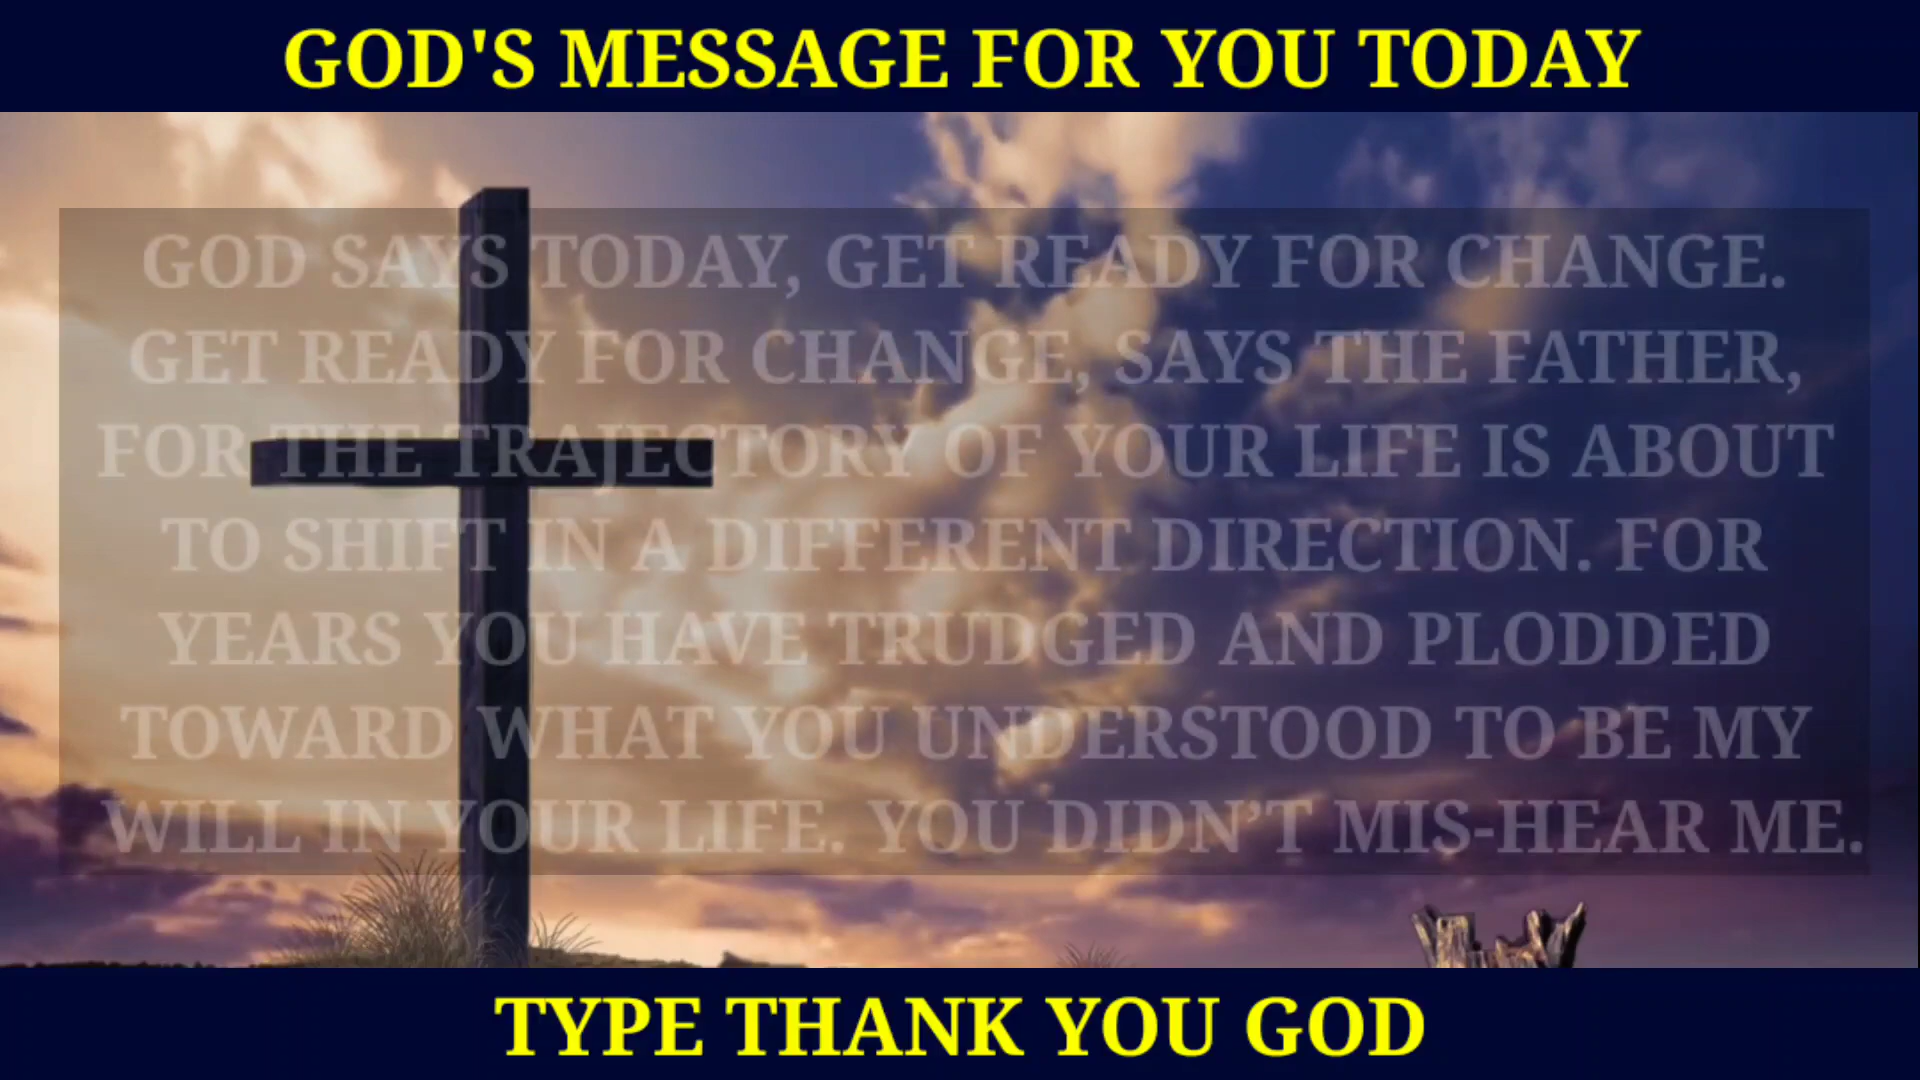 GOD'S MESSAGE FOR YOU TODAY
GOD SAYS TODAY, GET READY FOR CHANGE.
GET READY FOR CHANGE, SAYS THE FATHER,
FOR THE TRAJECTORY OF YOUR LIFE IS ABOUT
TO SHIFT IN A DIFFERENT DIRECTION. FOR
YEARS YOU HAVE TRUDGED AND PLODDED
TOWARD WHAT YOU UNDERSTOOD TO BE MY
WILL IN YOUR LIFE. YOU DIDN’T MIS-HEAR ME.
TYPE THANK YOU GOD